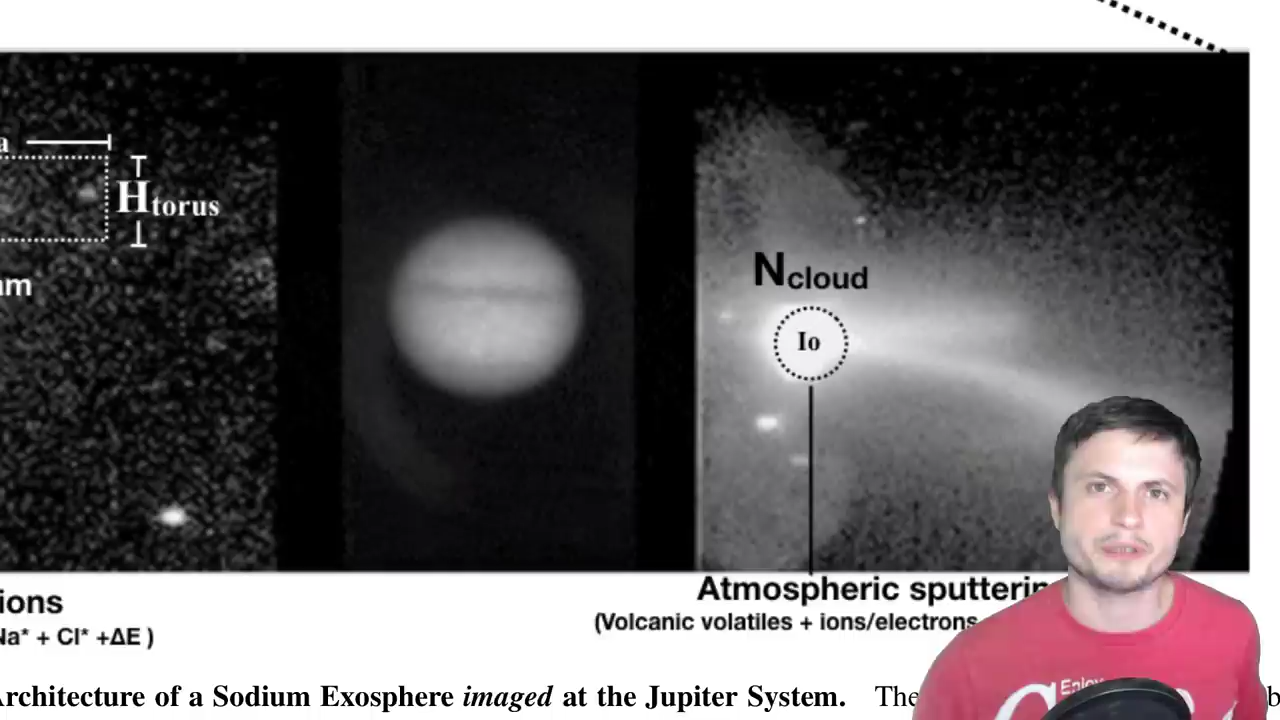 a
H torus
am
N cloud
Io
ions
Atmospheric sputterin
Na* + Cl* +ΔE )
(Volcanic volatiles + ions/electrons
Architecture of a Sodium Exosphere imaged at the Jupiter System. The
b
Enjoy